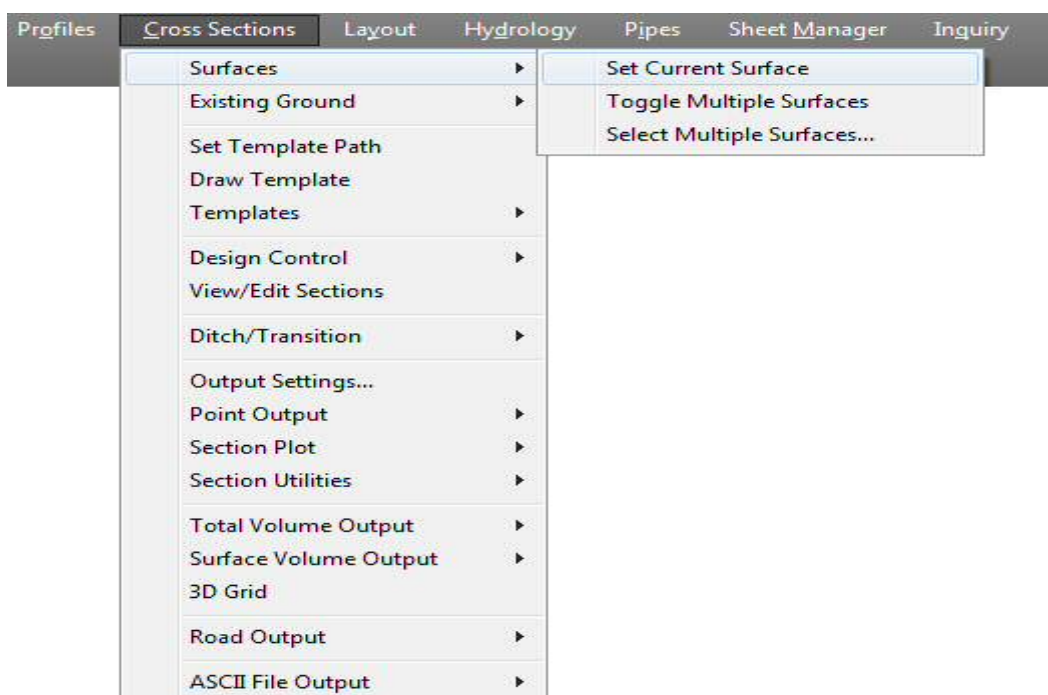 Profiles Cross Sections Layout Hydrology Pipes Sheet Manager Inquiry
Surfaces
Set Current Surface
Existing Ground
Toggle Multiple Surfaces
Select Multiple Surfaces...
Set Template Path
Draw Template
Templates
Design Control
View/Edit Sections
Ditch/Transition
Output Settings...
Point Output
Section Plot
Section Utilities
Total Volume Output
Surface Volume Output
3D Grid
Road Output
ASCII File Output